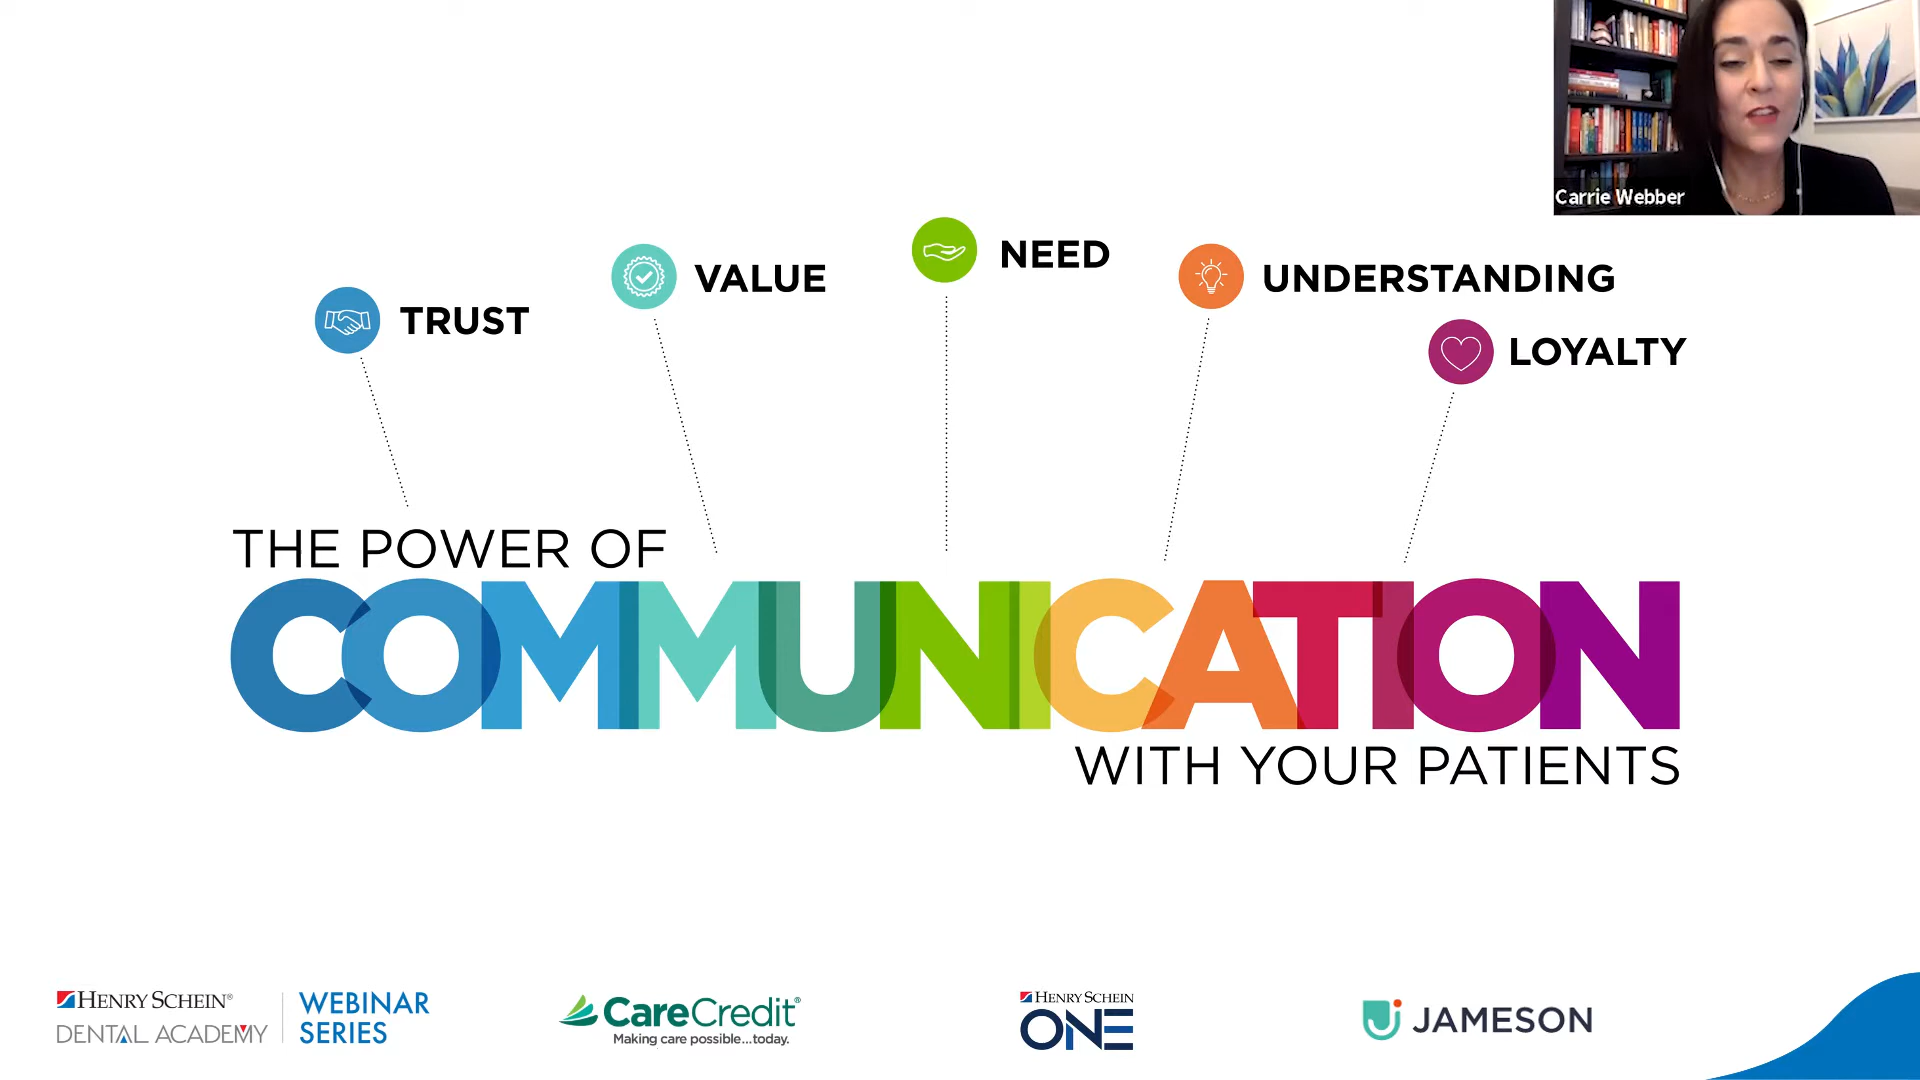 Carrie Webber
TRUST
VALUE
NEED
UNDERSTANDING
LOYALTY
THE POWER OF
COMMUNICATION
WITH YOUR PATIENTS
HENRY SCHEIN®
DENTAL ACADEMY
WEBINAR
SERIES
CareCredit®
Making care possible...today.
HENRY SCHEIN
ONE
JAMESON